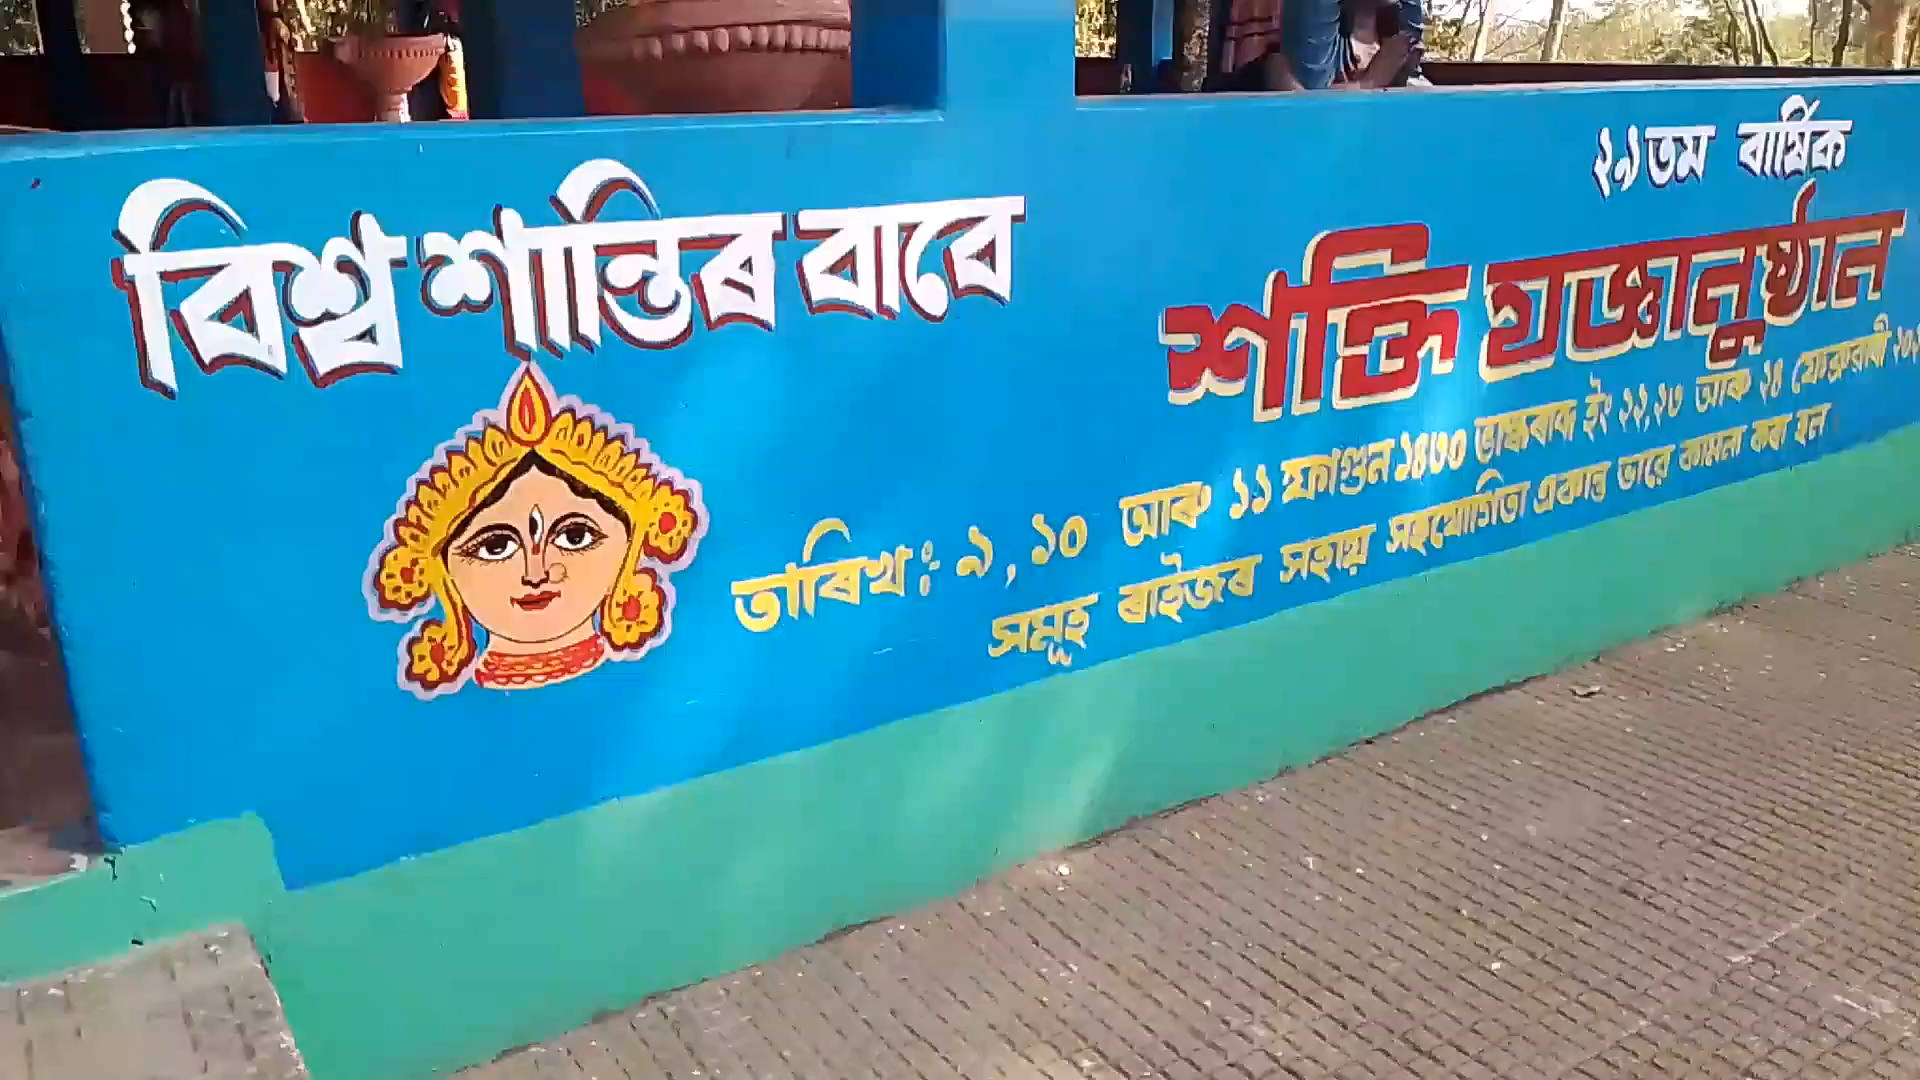 বিশ্ব শান্তিৰ বাবে
২৯তম বাৰ্ষিক
শক্তি যজ্ঞানুষ্ঠান
তাৰিখঃ- ৯, ১০ আৰু ১১ ফাগুন ১৪৩০ ভাস্কৰাব্দ ইং ২২,২৩ আৰু ২৪ ফেব্ৰুৱাৰী
সমূহ ৰাইজৰ সহায় সহযোগিতা একান্ত ভাৱে কামনা কৰা হল